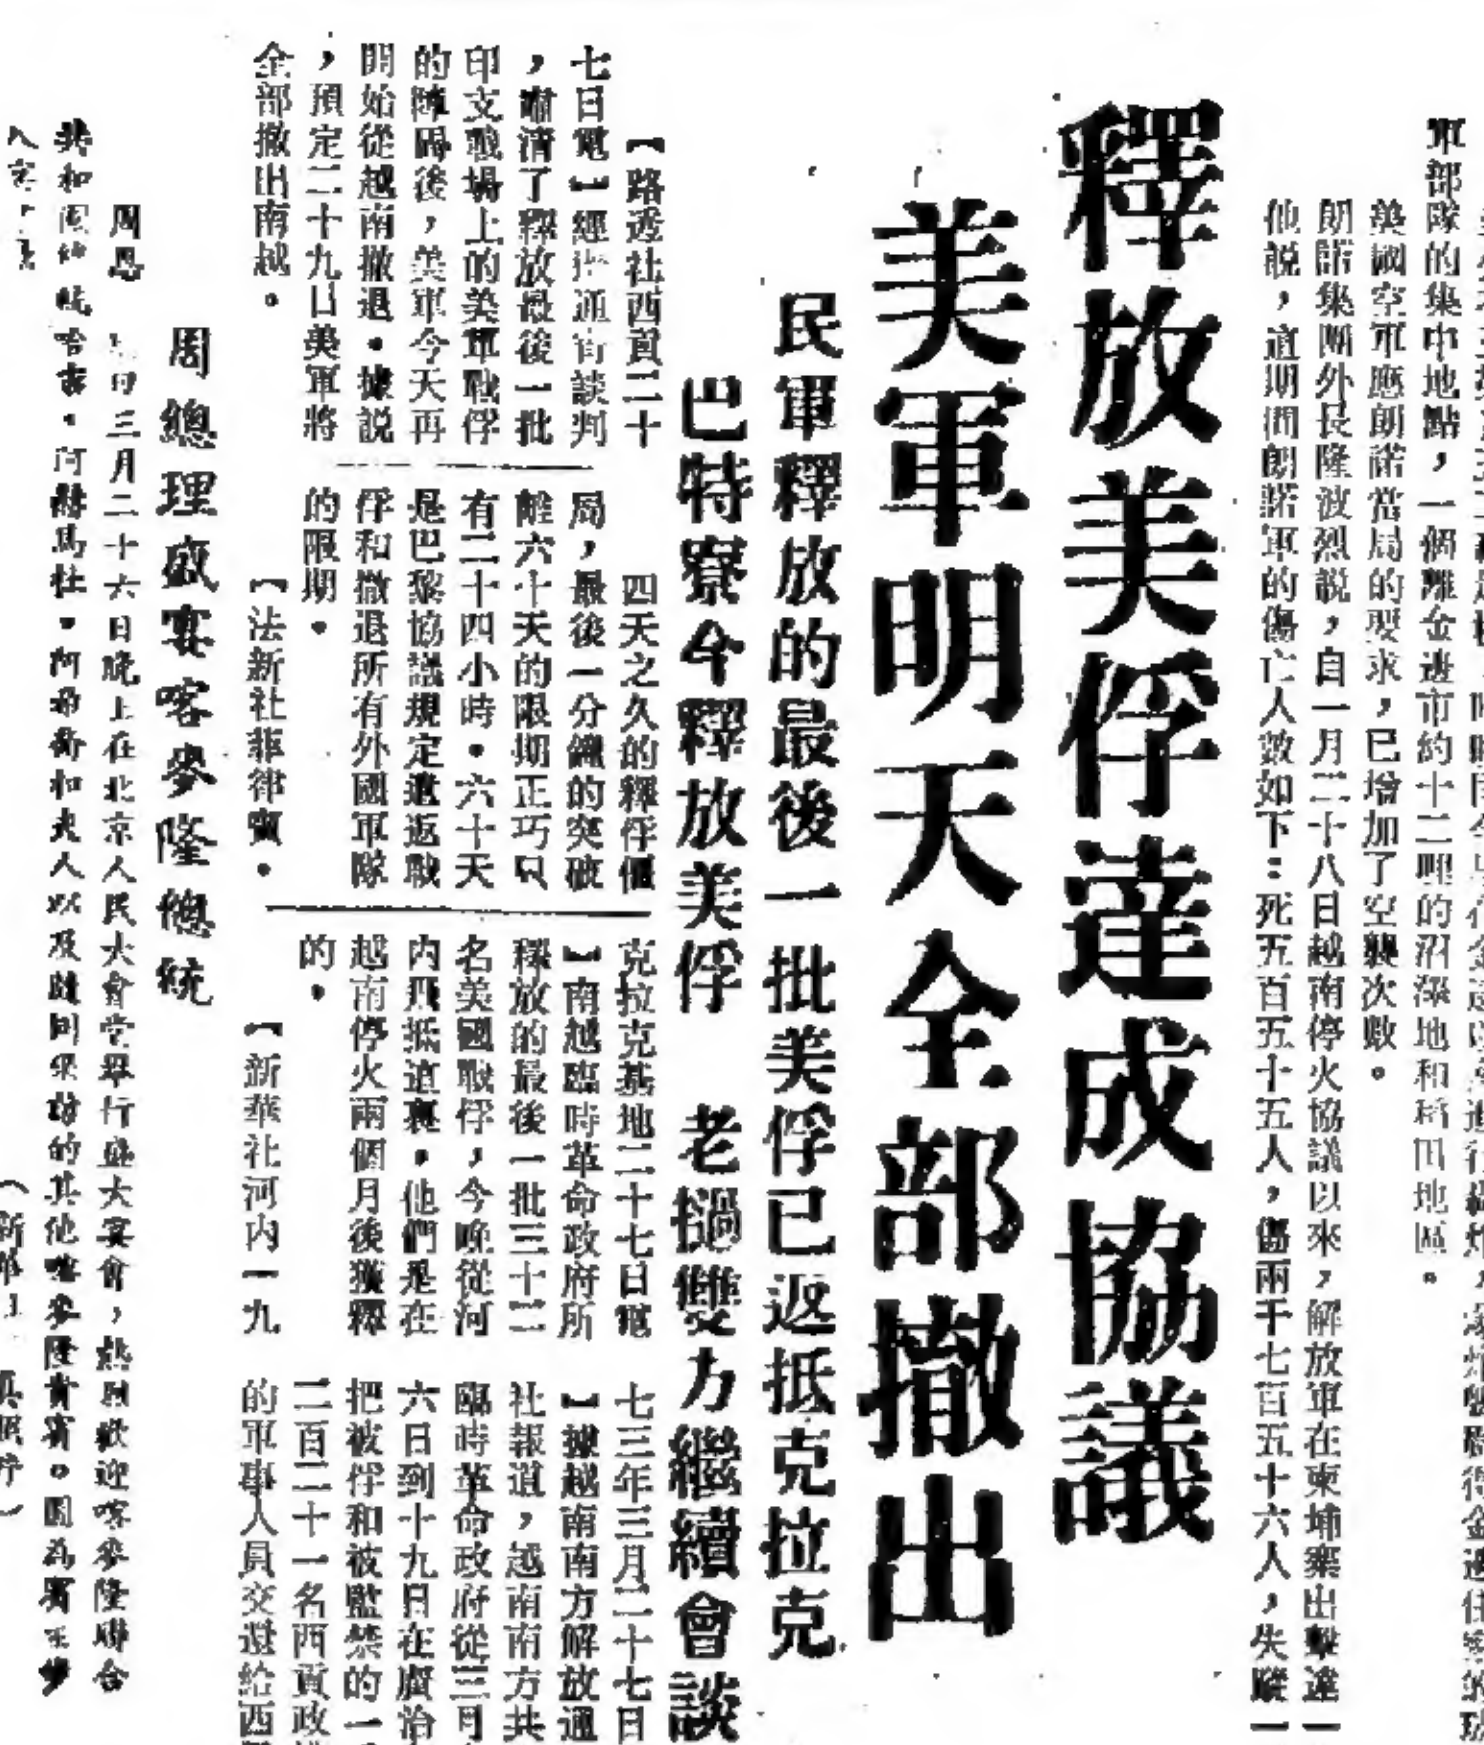 軍部隊的集中地點，一個離金邊市約十二哩的沼澤地和稻田地區。
美國空軍應朗諾當局的要求，已增加了空襲次數。
朗諾集團外長隆波烈説，自一月二十八日越南停火協議以來，解放軍在柬埔寨出擊達一
他説，這期間朗諾軍的傷亡人數如下：死五百五十五人，傷兩千七百五十六人，失蹤一
釋放美俘達成協議
美軍明天全部撤出
民軍釋放的最後一批美俘已返抵克拉克
巴特寮今釋放美俘　老撾雙方繼續會談
【路透社西貢二十
七日電】經過通宵談判
，嘯清了釋放最後一批
印支戰場上的美軍戰俘
的障碍後，美軍今天再
開始從越南撤退。據説
，預定二十九日美軍將
全部撤出南越。
四天之久的釋俘僵
局，最後一分鐘的突破
離六十天的限期正巧只
有二十四小時。六十天
是巴黎協議規定遣返戰
俘和撤退所有外國軍隊
的限期。
【法新社菲律賓，
克拉克基地二十七日電
】南越臨時革命政府所
釋放的最後一批三十二
名美國戰俘，今晚從河
内飛抵這裏。他們是在
越南停火兩個月後獲釋
的。
【新華社河内一九
七三年三月二十七日
】據越南南方解放通
社報道，越南南方共
臨時革命政府從三月
六日到十九日在廣治
把被俘和被監禁的一
二百二十一名西貢政
的軍事人員交還給西
周總理盛宴喀麥隆總統
周恩
三月二十六日晚上在北京人民大會堂舉行盛大宴會，熱烈歡迎喀麥隆聯合
共和國總統哈吉・阿赫馬杜・阿希喬和夫人以及隨同來訪的其他喀麥隆貴賓。圖為賓主步